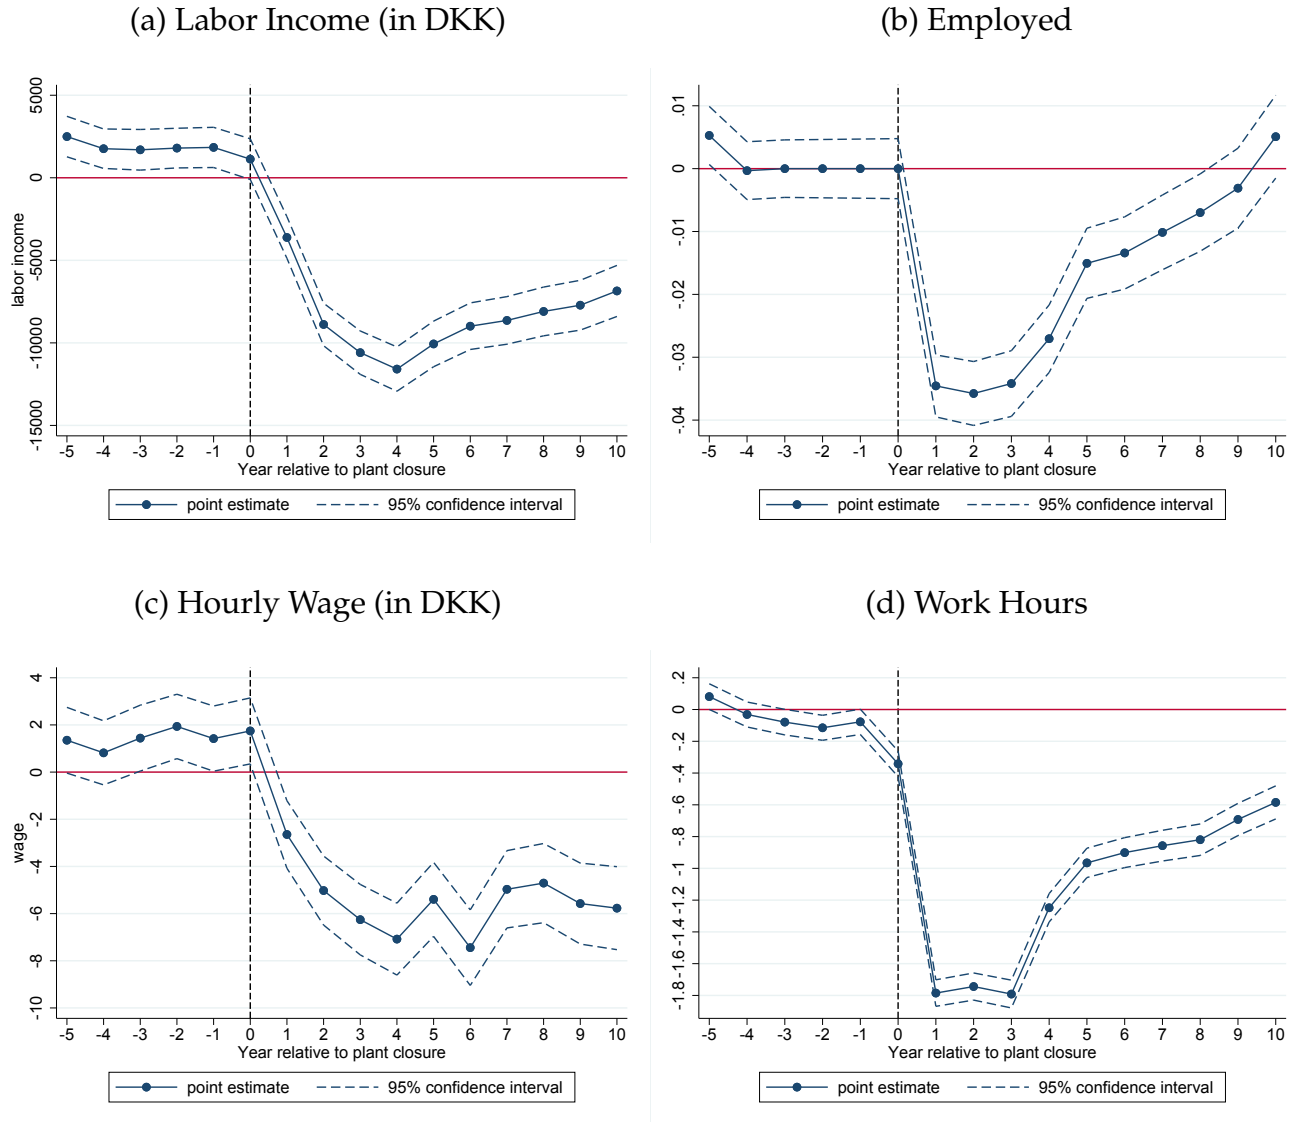 (a) Labor Income (in DKK)
5000
0
-5000
-10000
-15000
labor income
-5 -4 -3 -2 -1 0 1 2 3 4 5 6 7 8 9 10
Year relative to plant closure
point estimate 95% confidence interval
(b) Employed
.01
0
-.01
-.02
-.03
-.04
-5 -4 -3 -2 -1 0 1 2 3 4 5 6 7 8 9 10
Year relative to plant closure
point estimate 95% confidence interval
(c) Hourly Wage (in DKK)
4
2
0
-2
-4
-6
-8
-10
wage
-5 -4 -3 -2 -1 0 1 2 3 4 5 6 7 8 9 10
Year relative to plant closure
point estimate 95% confidence interval
(d) Work Hours
.2
0
-.2
-.4
-.6
-.8
-1
-1.2
-1.4
-1.6
-1.8
-5 -4 -3 -2 -1 0 1 2 3 4 5 6 7 8 9 10
Year relative to plant closure
point estimate 95% confidence interval